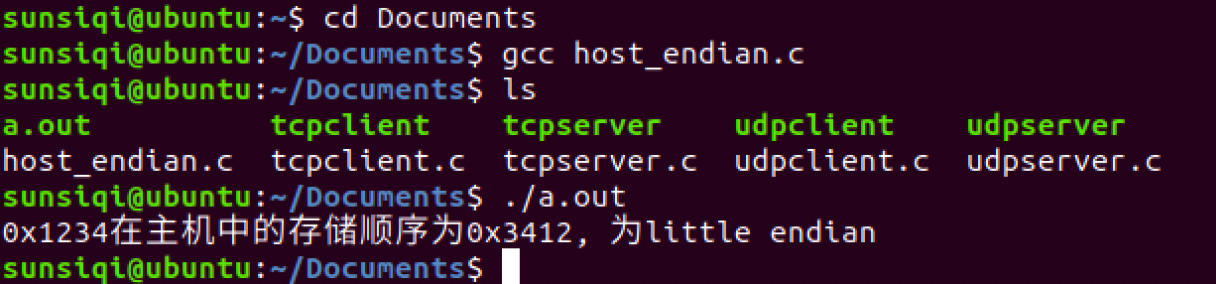 sunsiqi@ubuntu:~$ cd Documents
sunsiqi@ubuntu:~/Documents$ gcc host_endian.c
sunsiqi@ubuntu:~/Documents$ ls
a.out tcpclient tcpserver udpclient udpserver
host_endian.c tcpclient.c tcpserver.c udpclient.c udpserver.c
sunsiqi@ubuntu:~/Documents$ ./a.out
0x1234在主机中的存储顺序为0x3412, 为little endian
sunsiqi@ubuntu:~/Documents$